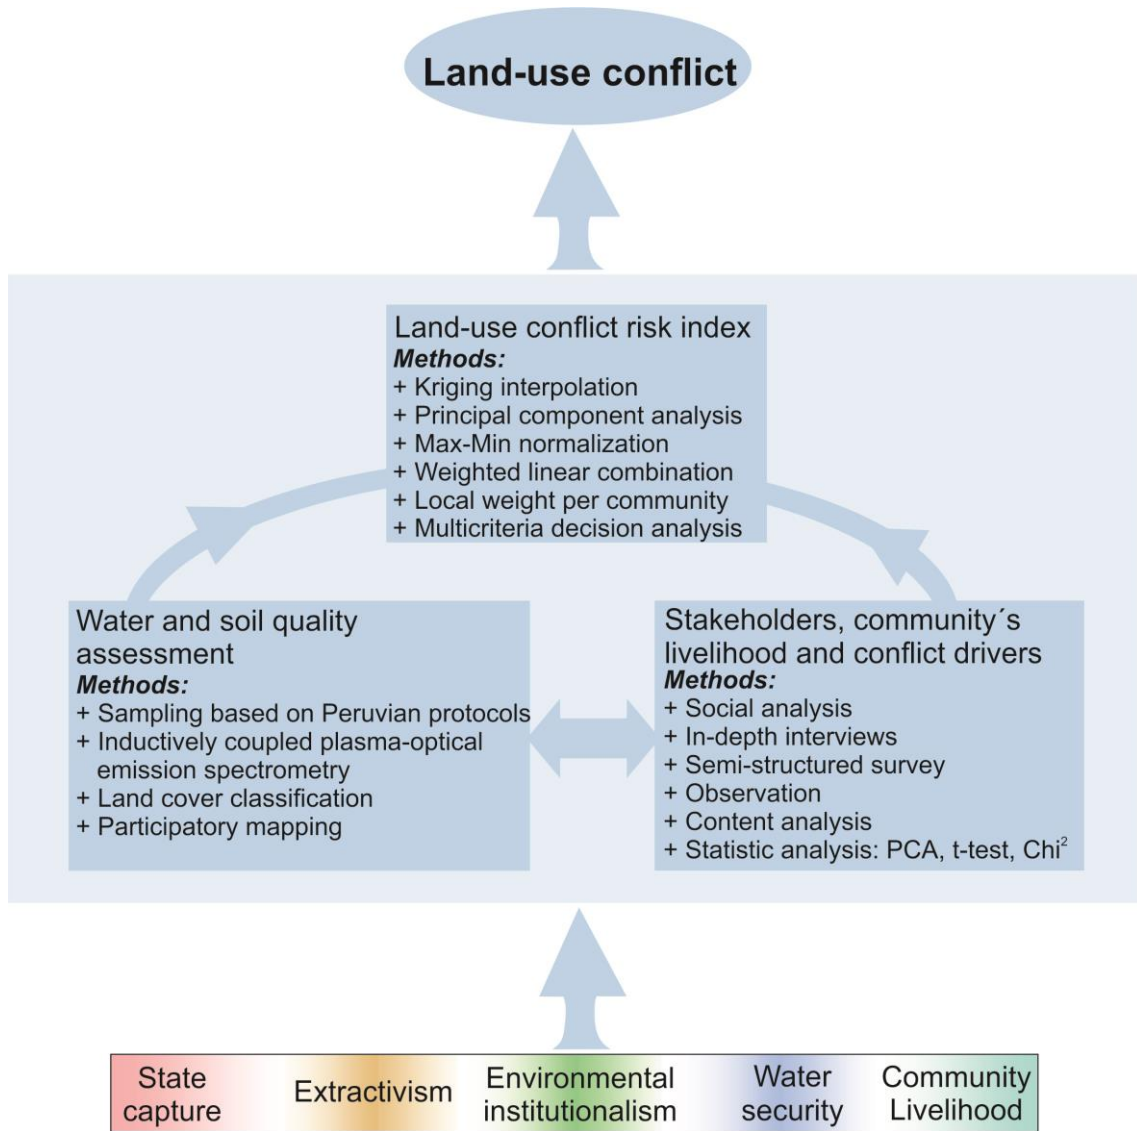 Land-use conflict
Land-use conflict risk index
Methods:
+ Kriging interpolation
+ Principal component analysis
+ Max-Min normalization
+ Weighted linear combination
+ Local weight per community
+ Multicriteria decision analysis
Water and soil quality
assessment
Methods:
+ Sampling based on Peruvian protocols
+ Inductively coupled plasma-optical
emission spectrometry
+ Land cover classification
+ Participatory mapping
Stakeholders, community´s
livelihood and conflict drivers
Methods:
+ Social analysis
+ In-depth interviews
+ Semi-structured survey
+ Observation
+ Content analysis
+ Statistic analysis: PCA, t-test, Chi²
State
capture
Extractivism
Environmental
institutionalism
Water
security
Community
Livelihood